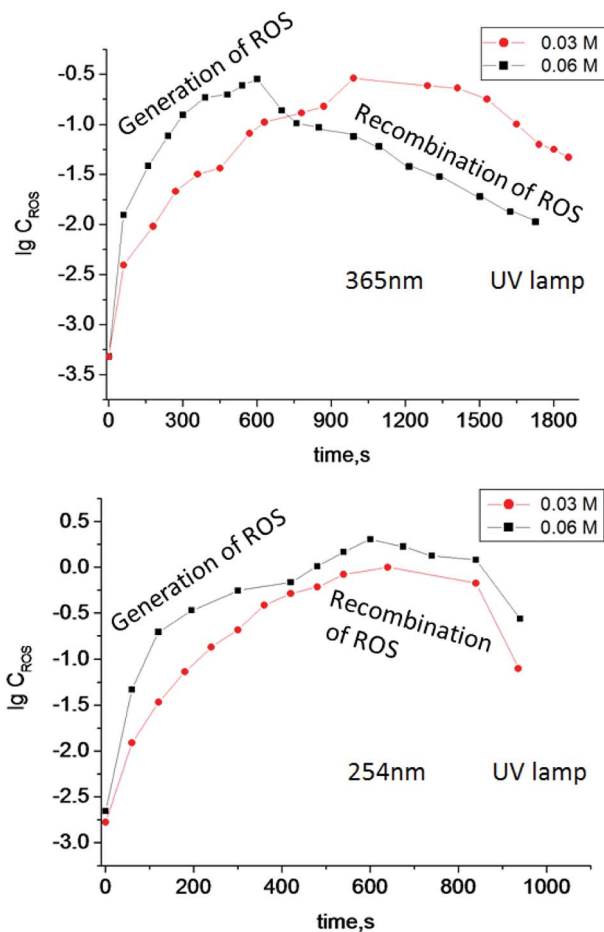 0.03 M
0.06 M
Generation of ROS
Recombination of ROS
lg C_ROS
-0.5
-1.0
-1.5
-2.0
-2.5
-3.0
-3.5
365nm UV lamp
0 300 600 900 1200 1500 1800
time,s
0.03 M
0.06 M
Generation of ROS
Recombination
of ROS
lg C_ROS
0.5
0.0
-0.5
-1.0
-1.5
-2.0
-2.5
-3.0
254nm UV lamp
0 200 400 600 800 1000
time,s